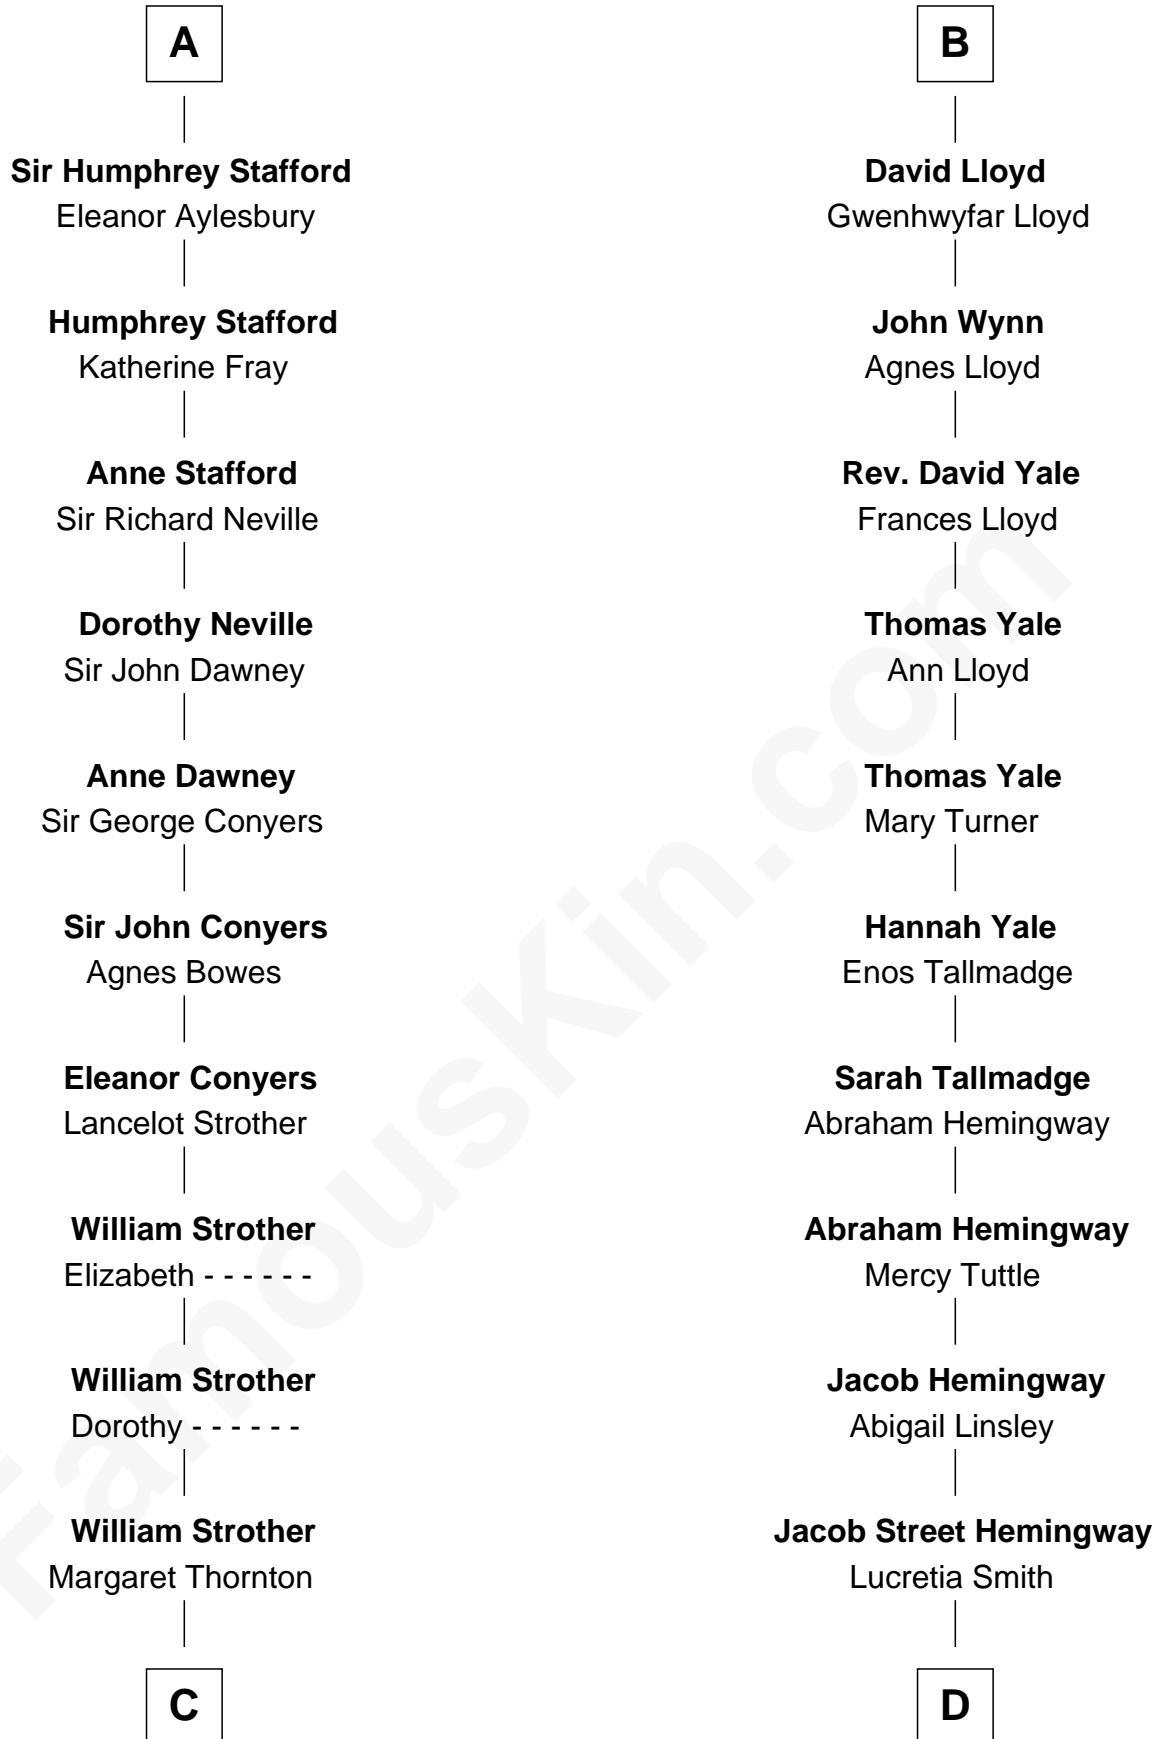 A
Sir Humphrey Stafford
Eleanor Aylesbury
Humphrey Stafford
Katherine Fray
Anne Stafford
Sir Richard Neville
Dorothy Neville
Sir John Dawney
Anne Dawney
Sir George Conyers
Sir John Conyers
Agnes Bowes
Eleanor Conyers
Lancelot Strother
William Strother
Elizabeth - - - - - -
William Strother
Dorothy - - - - - -
William Strother
Margaret Thornton
C
B
David Lloyd
Gwenhwyfar Lloyd
John Wynn
Agnes Lloyd
Rev. David Yale
Frances Lloyd
Thomas Yale
Ann Lloyd
Thomas Yale
Mary Turner
Hannah Yale
Enos Tallmadge
Sarah Tallmadge
Abraham Hemingway
Abraham Hemingway
Mercy Tuttle
Jacob Hemingway
Abigail Linsley
Jacob Street Hemingway
Lucretia Smith
D
FamousKin.com